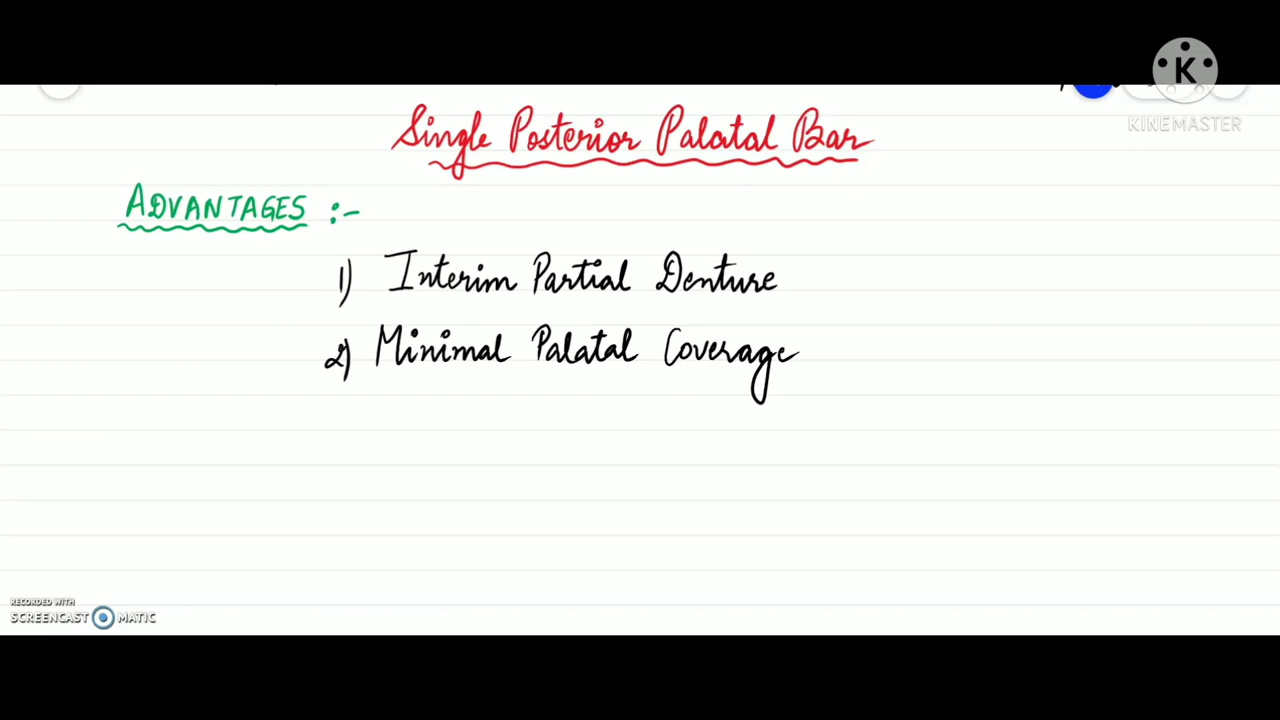 K
KINEMASTER
Single Posterior Palatal Bar
ADVANTAGES :-
1) Interim Partial Denture
2) Minimal Palatal Coverage
RECORDED WITH
SCREENCAST MATIC